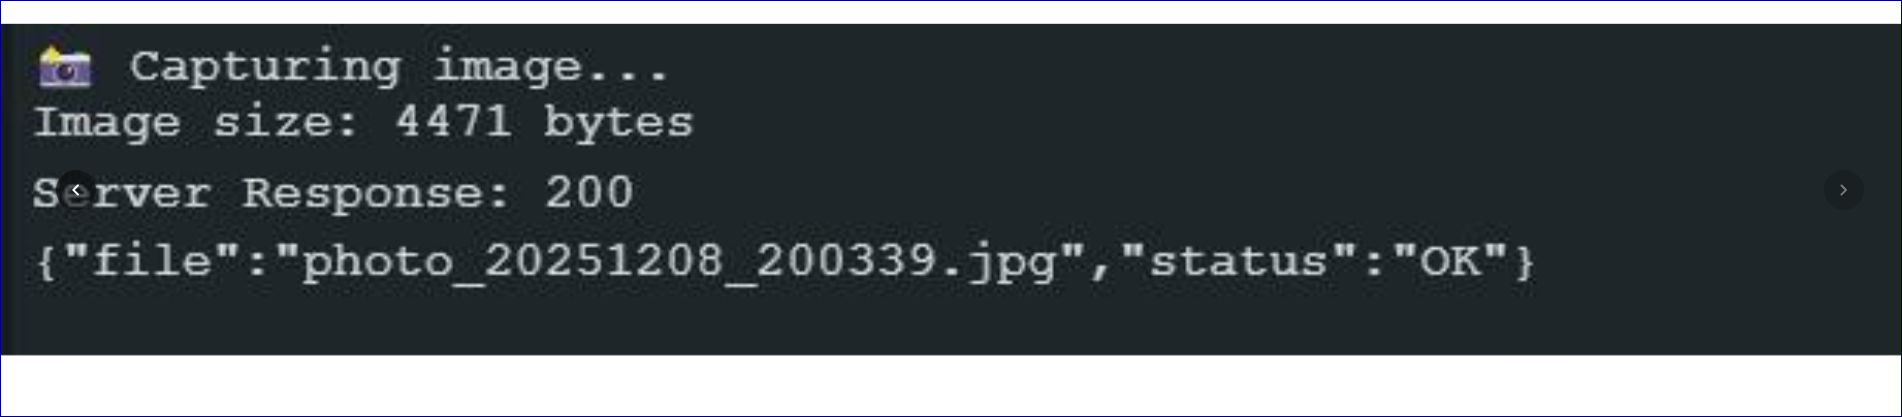 📸 Capturing image...
Image size: 4471 bytes
Server Response: 200
{"file":"photo_20251208_200339.jpg","status":"OK"}